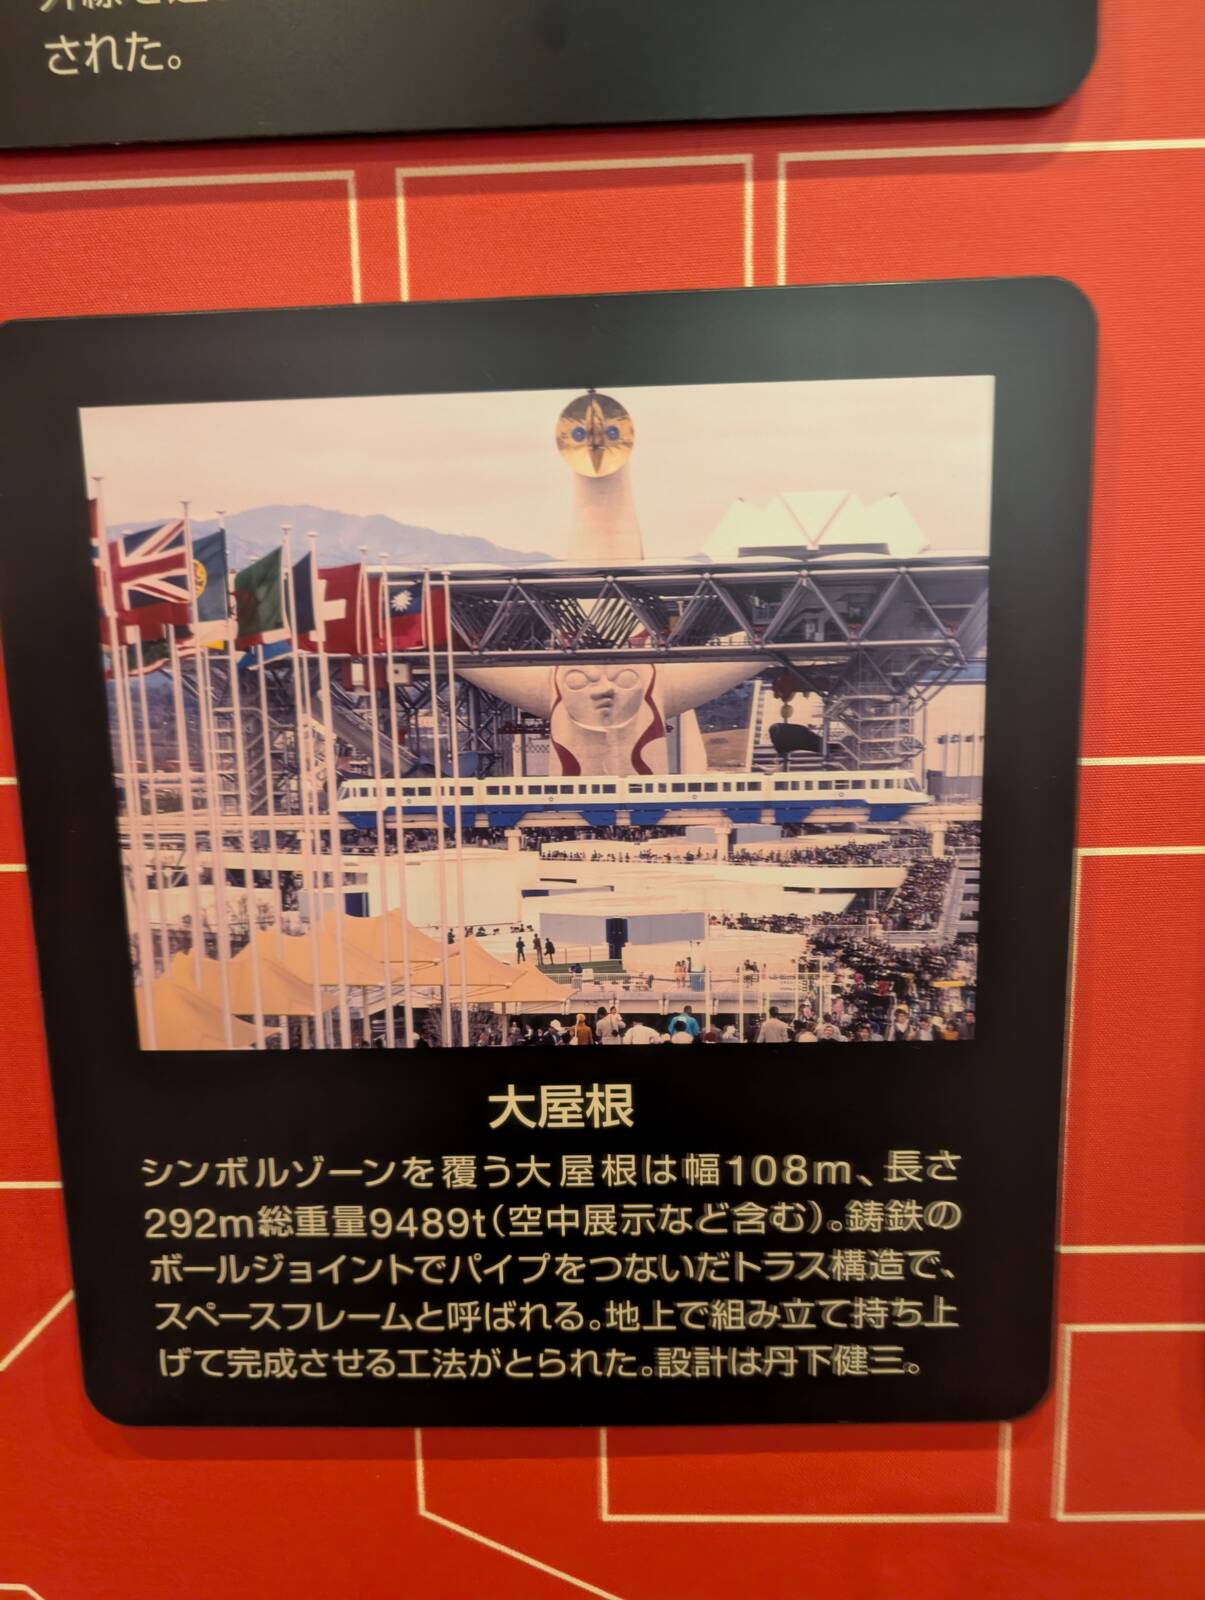 された。
大屋根
シンボルゾーンを覆う大屋根は幅108m、長さ
292m総重量9489t(空中展示など含む)。鋳鉄の
ボールジョイントでパイプをつないだトラス構造で、
スペースフレームと呼ばれる。地上で組み立て持ち上
げて完成させる工法がとられた。設計は丹下健三。